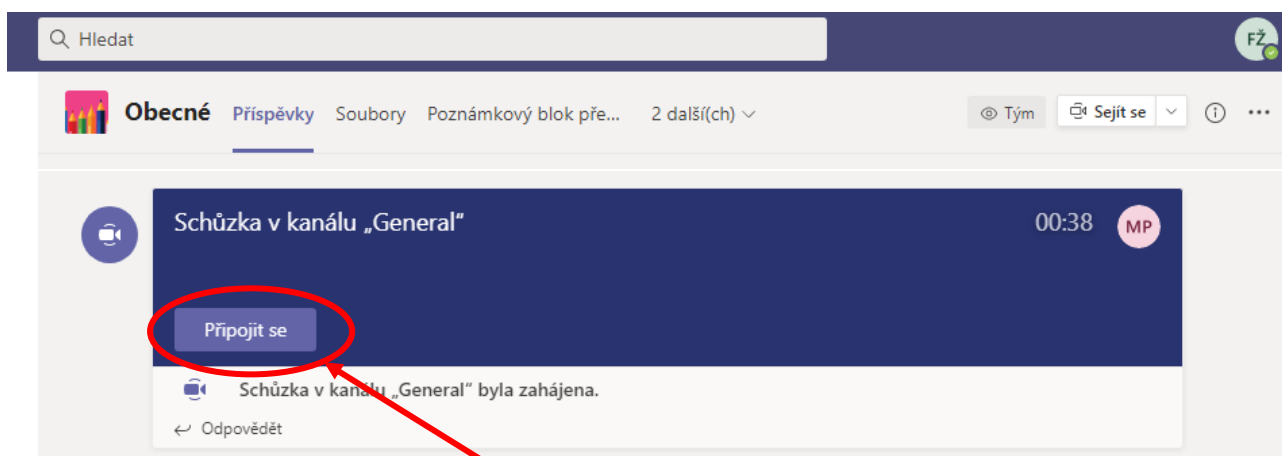 Hledat
FŽ
Obecné Příspěvky Soubory Poznámkový blok pře... 2 další(ch) Tým Sejít se
Schůzka v kanálu „General“ 00:38 MP
Připojit se
Schůzka v kanálu „General“ byla zahájena.
Odpovědět